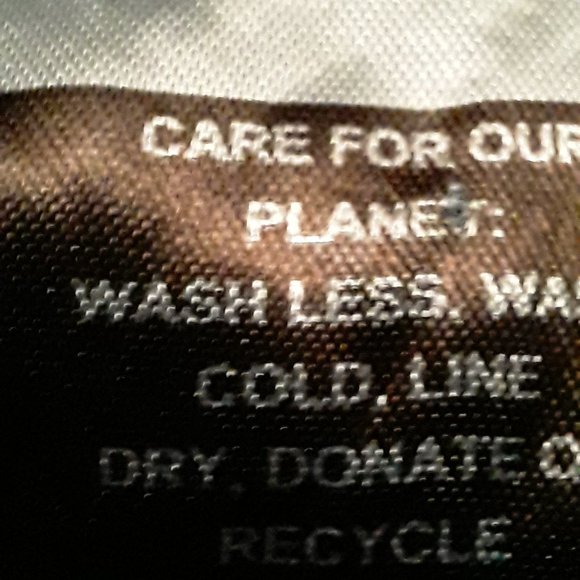 CARE FOR OUR
PLANET:
WASH LESS. WA
COLD, LINE
DRY, DONATE O
RECYCLE